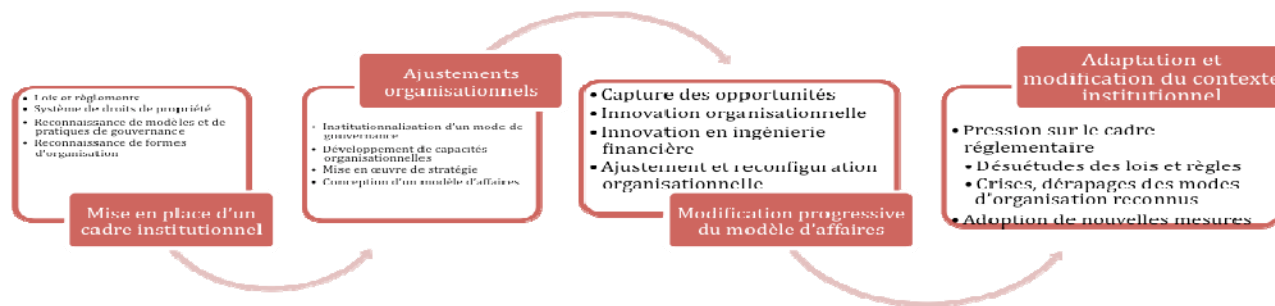 • Lois et règlements
• Système de droits de propriété
• Reconnaissance de modèles et de
pratiques de gouvernance
• Reconnaissance de formes
d'organisation
Mise en place d'un
cadre institutionnel
Ajustements
organisationnels
• Institutionnalisation d'un mode de
gouvernance
• Développement de capacités
organisationnelles
• Mise en œuvre de stratégie
• Conception d'un modèle d'affaires
• Capture des opportunités
• Innovation organisationnelle
• Innovation en ingénierie
financière
• Ajustement et reconfiguration
organisationnelle
Modification progressive
du modèle d'affaires
Adaptation et
modification du contexte
institutionnel
• Pression sur le cadre
réglementaire
• Désuétudes des lois et règles
• Crises, dérapages des modes
d'organisation reconnus
• Adoption de nouvelles mesures